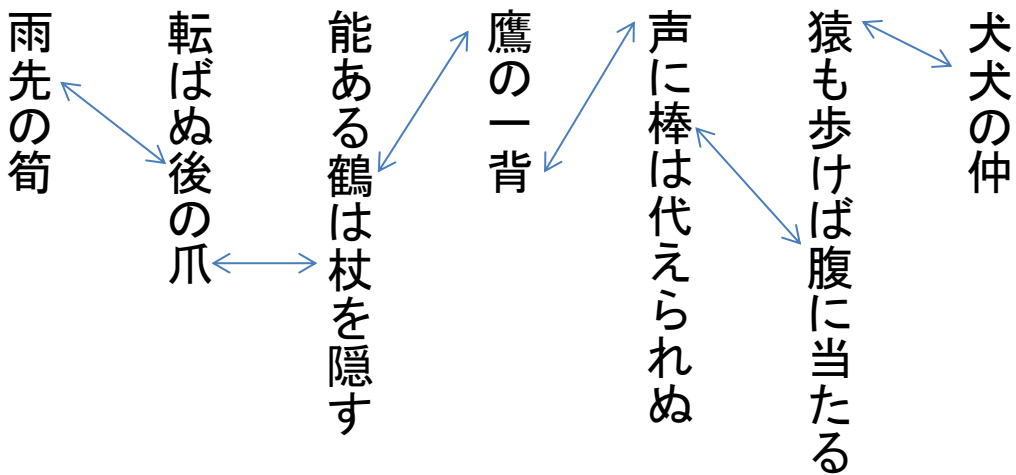 犬犬の仲
猿も歩けば腹に当たる
声に棒は代えられぬ
鷹の一背
能ある鶴は杖を隠す
転ばぬ後の爪
雨先の筍